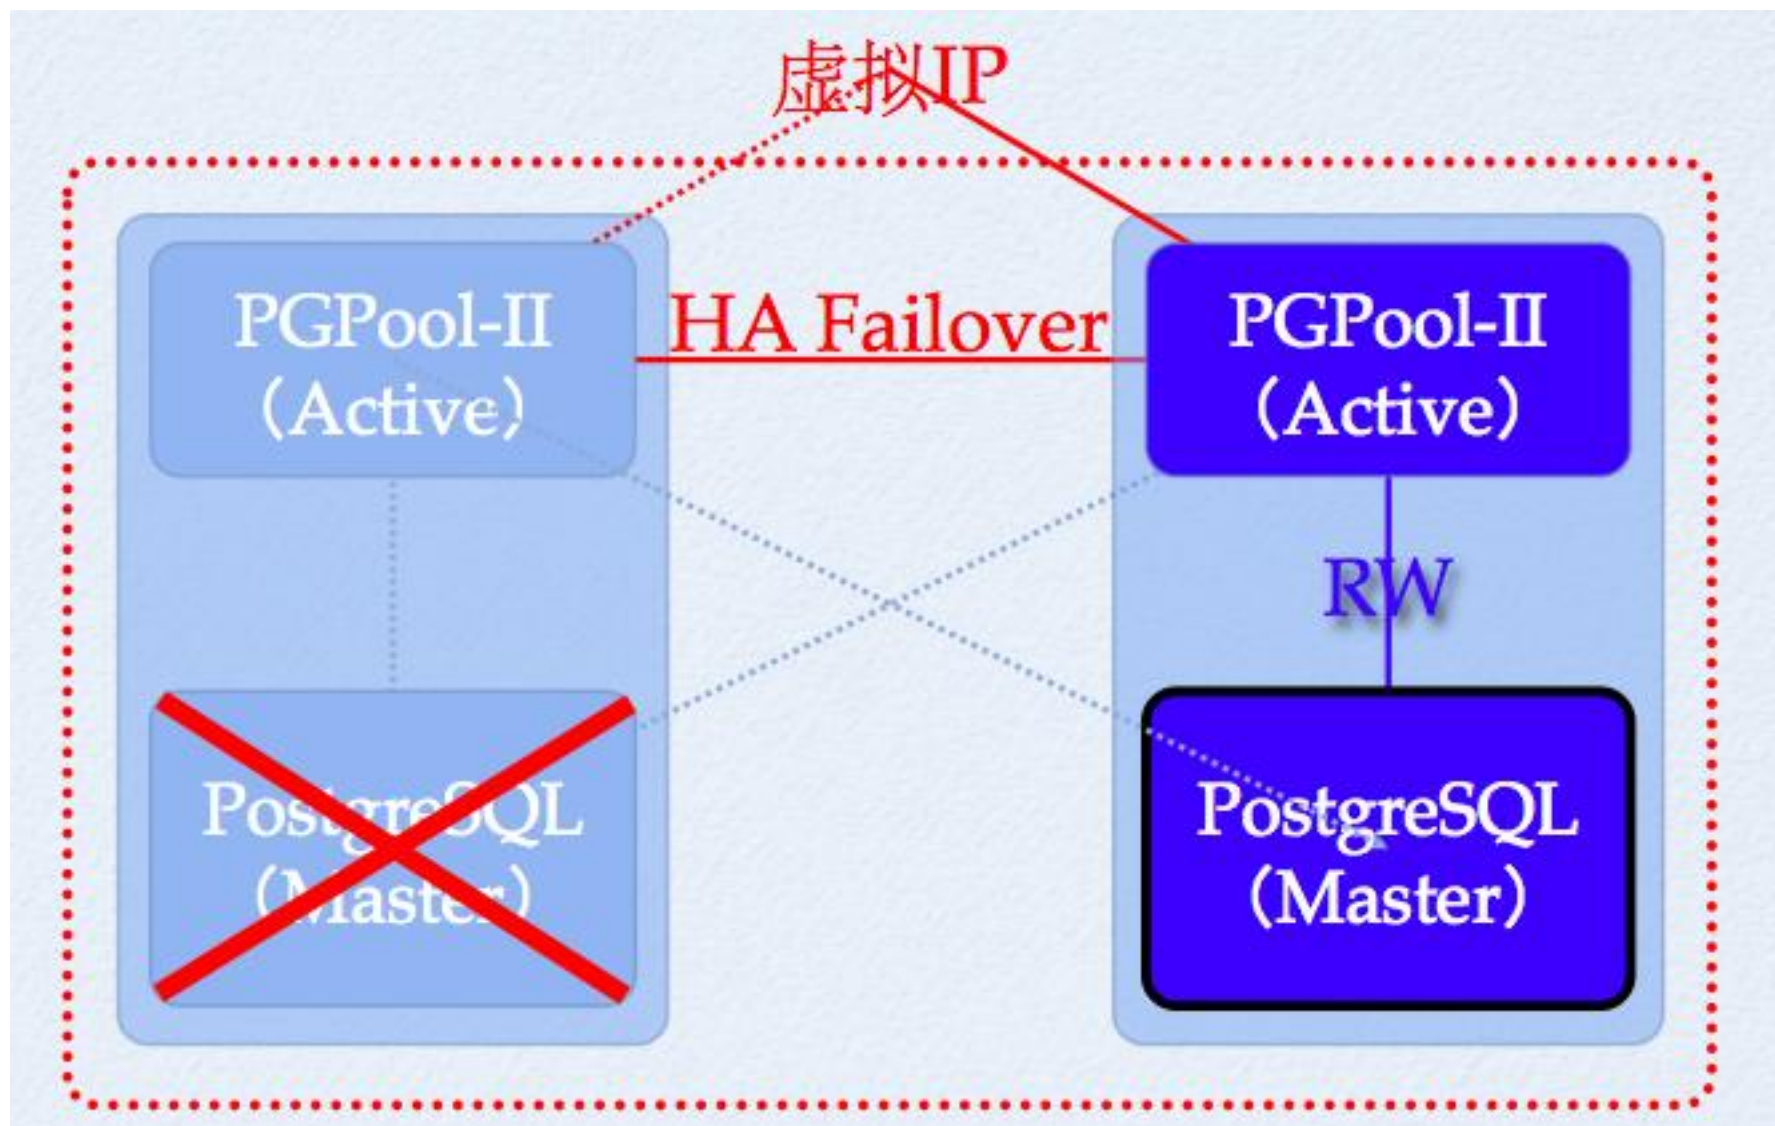 虚拟IP
PGPool-II
（Active）
HA Failover
PGPool-II
（Active）
RW
PostgreSQL
（Master）
PostgreSQL
（Master）